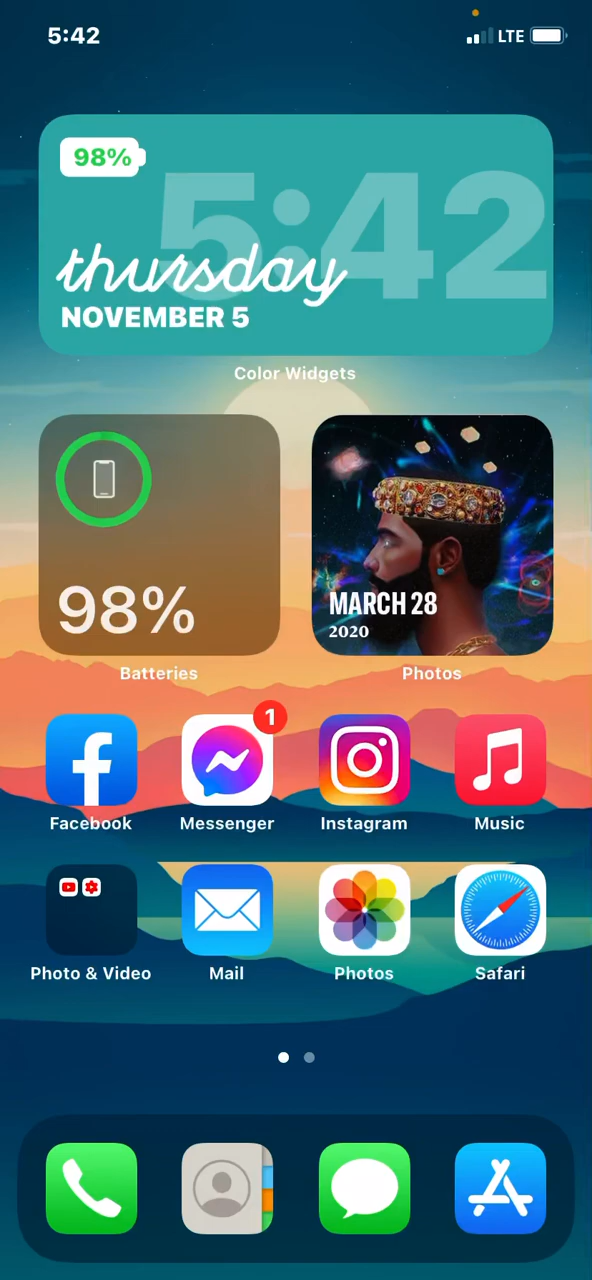 5:42
LTE
98%
5:42
thursday
NOVEMBER 5
Color Widgets
98%
MARCH 28
2020
Batteries
Photos
1
Facebook
Messenger
Instagram
Music
Photo & Video
Mail
Photos
Safari